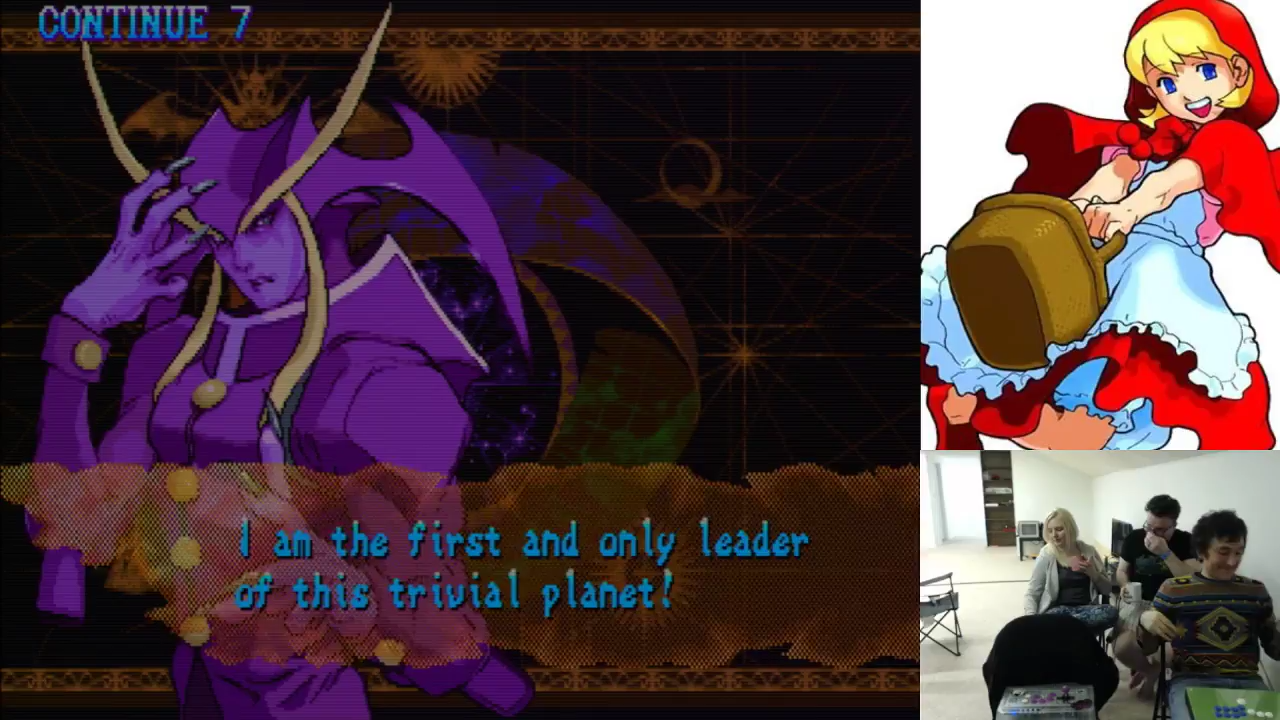 CONTINUE 7
I am the first and only leader
of this trivial planet!